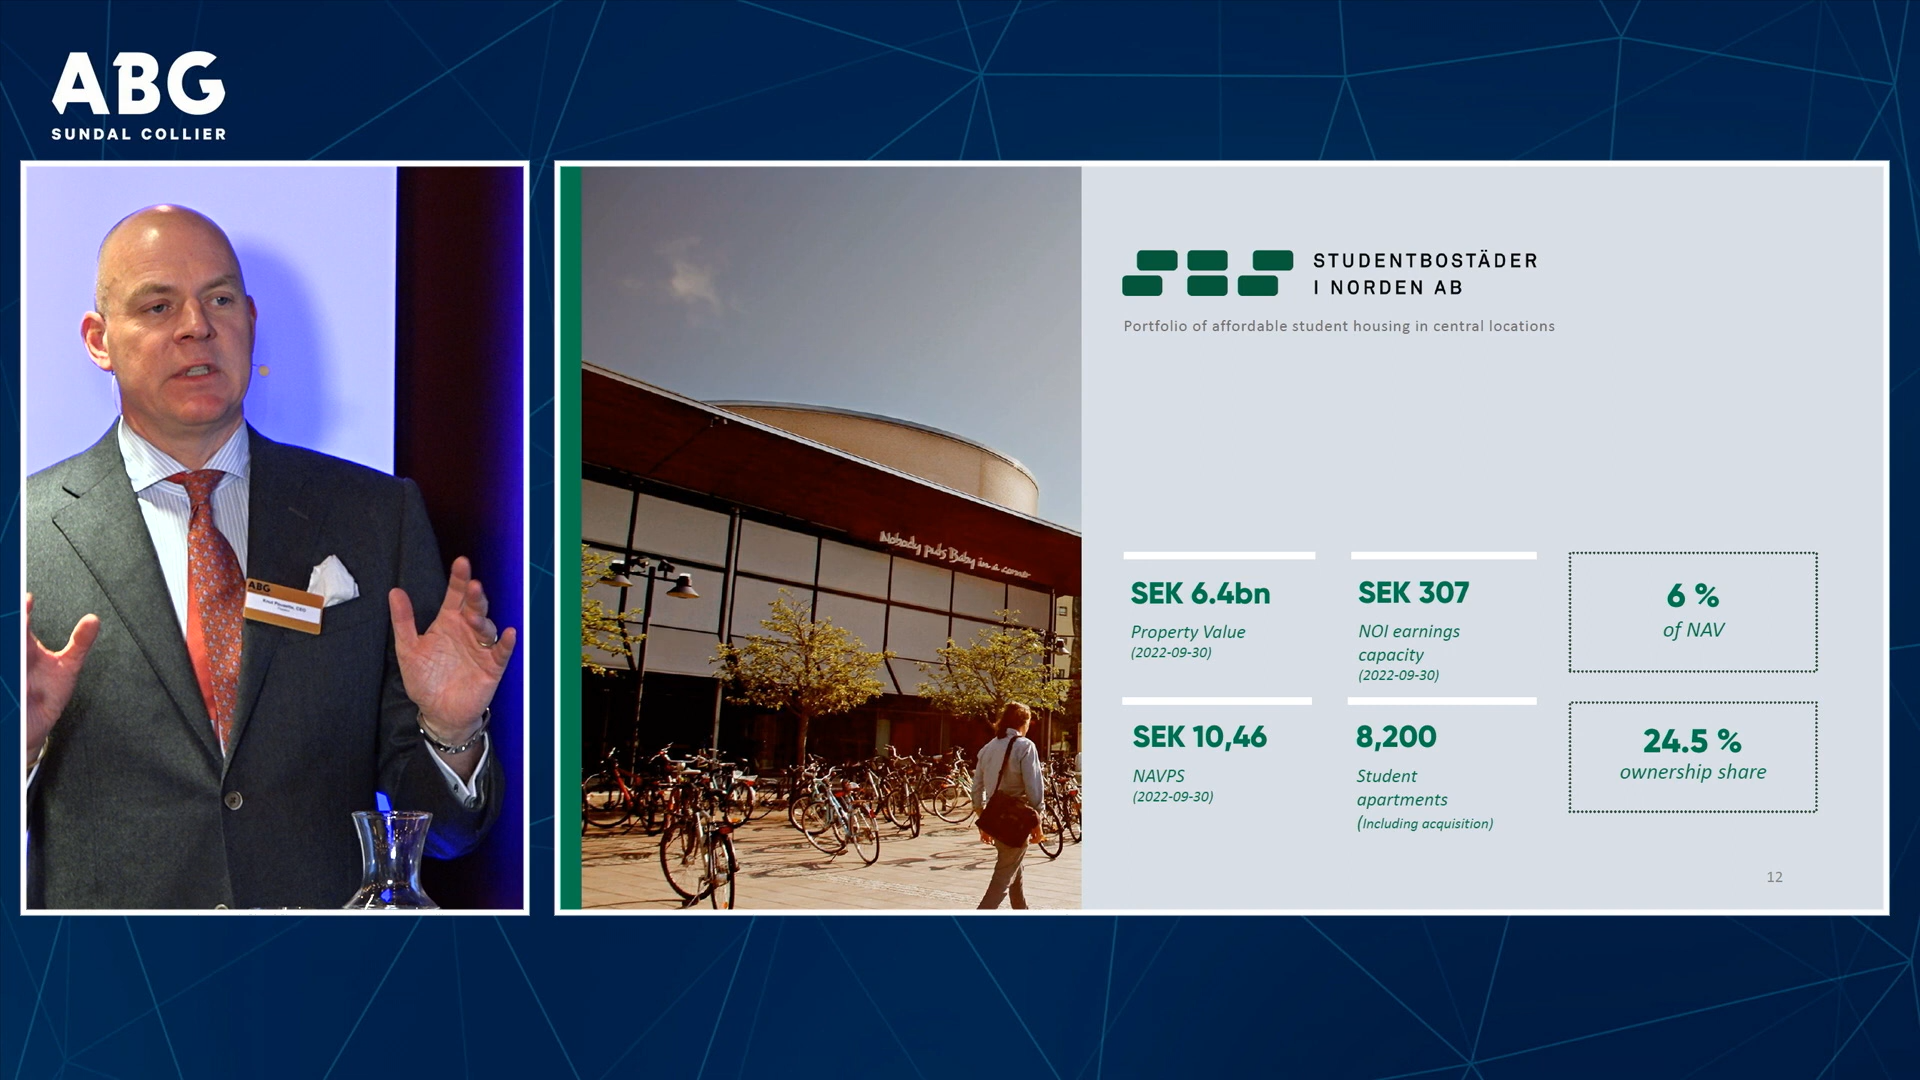 ABG
SUNDAL COLLIER
ABG
STUDENTBOSTÄDER
I NORDEN AB
Portfolio of affordable student housing in central locations
Nobody puts Baby in a corner
SEK 6.4bn
Property Value
(2022-09-30)
SEK 307
NOI earnings
capacity
(2022-09-30)
6 %
of NAV
SEK 10,46
NAVPS
(2022-09-30)
8,200
Student
apartments
(Including acquisition)
24.5 %
ownership share
12